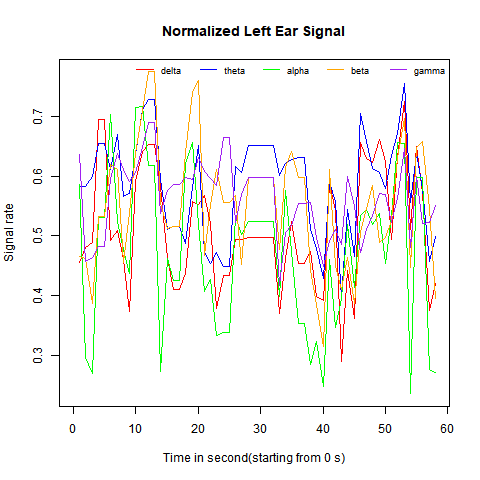 Normalized Left Ear Signal
delta theta alpha beta gamma
Signal rate
0.3 0.4 0.5 0.6 0.7
0 10 20 30 40 50 60
Time in second(starting from 0 s)